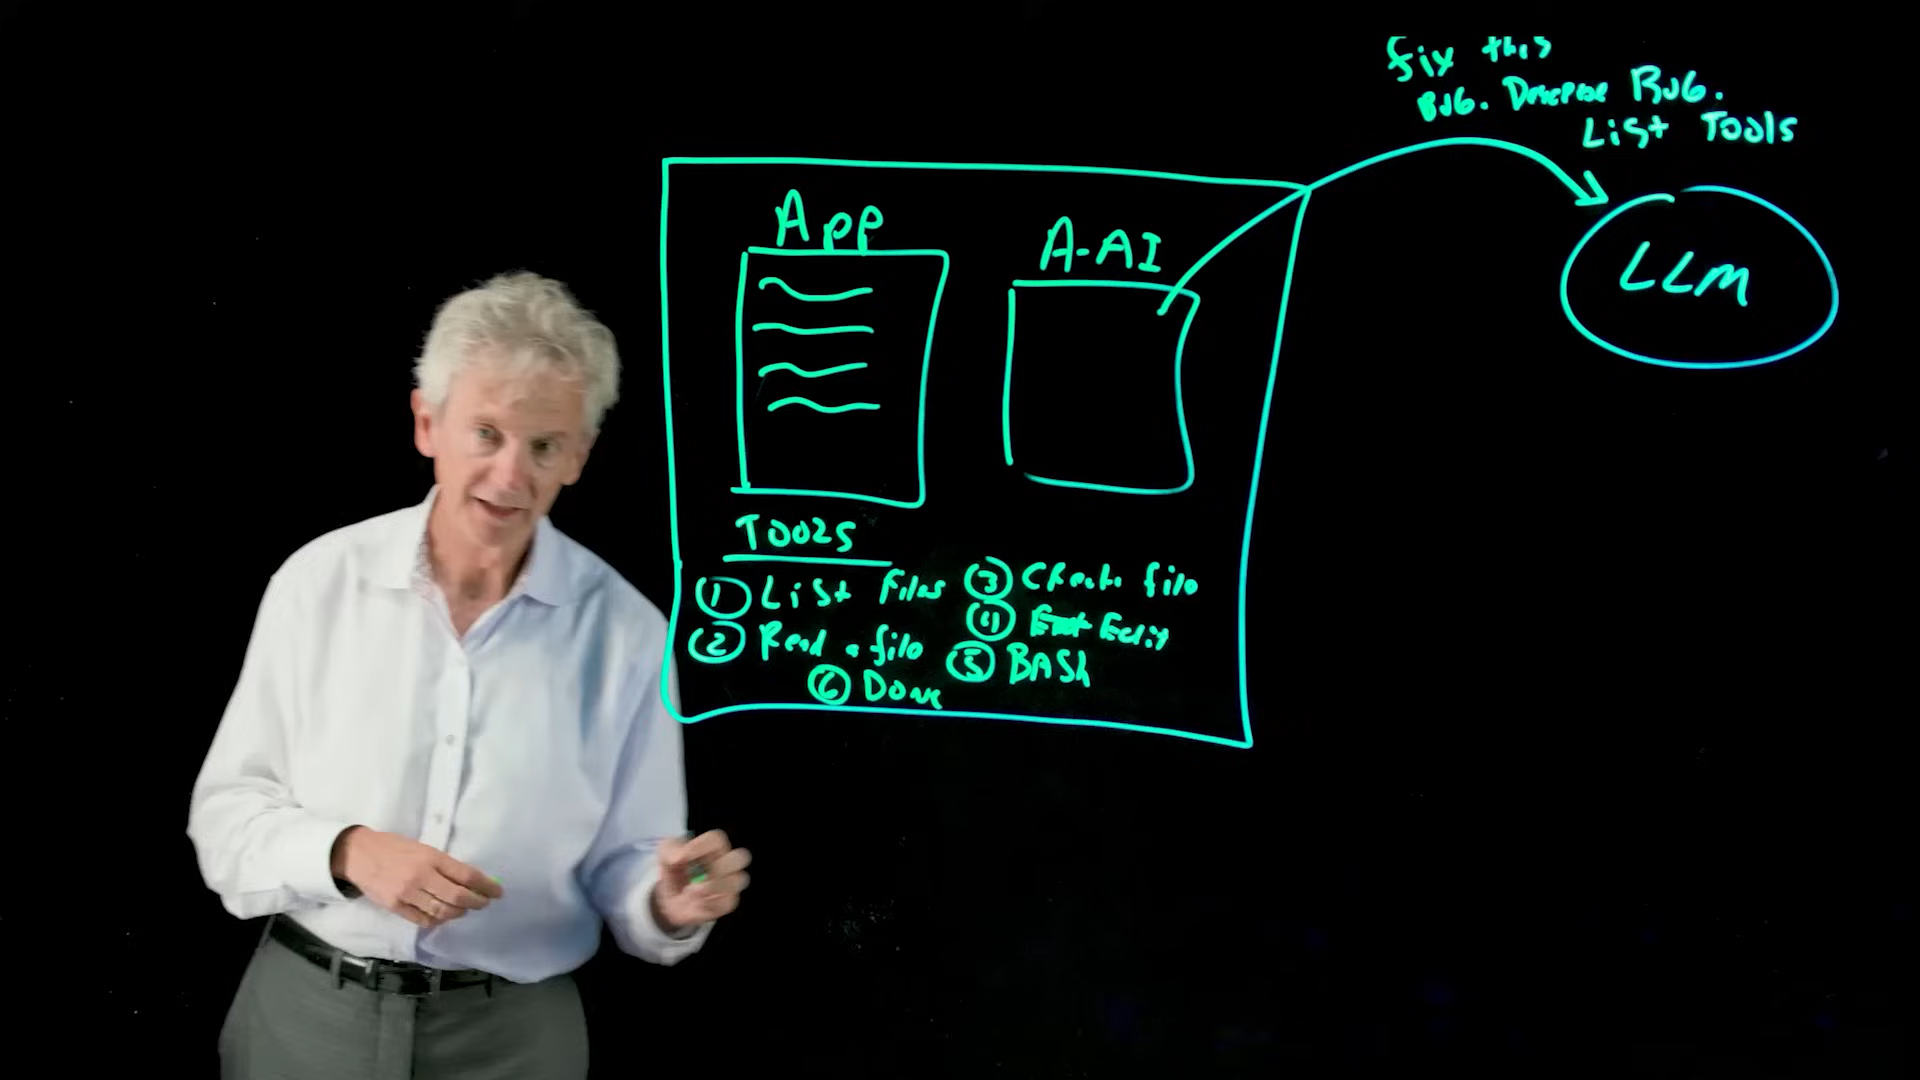 fix this
BUG. Describe BUG.
List Tools
App
A-AI
LLM
TOOLS
① List Files
② Read a file
③ Create file
④ Edit
⑤ BASh
⑥ Done